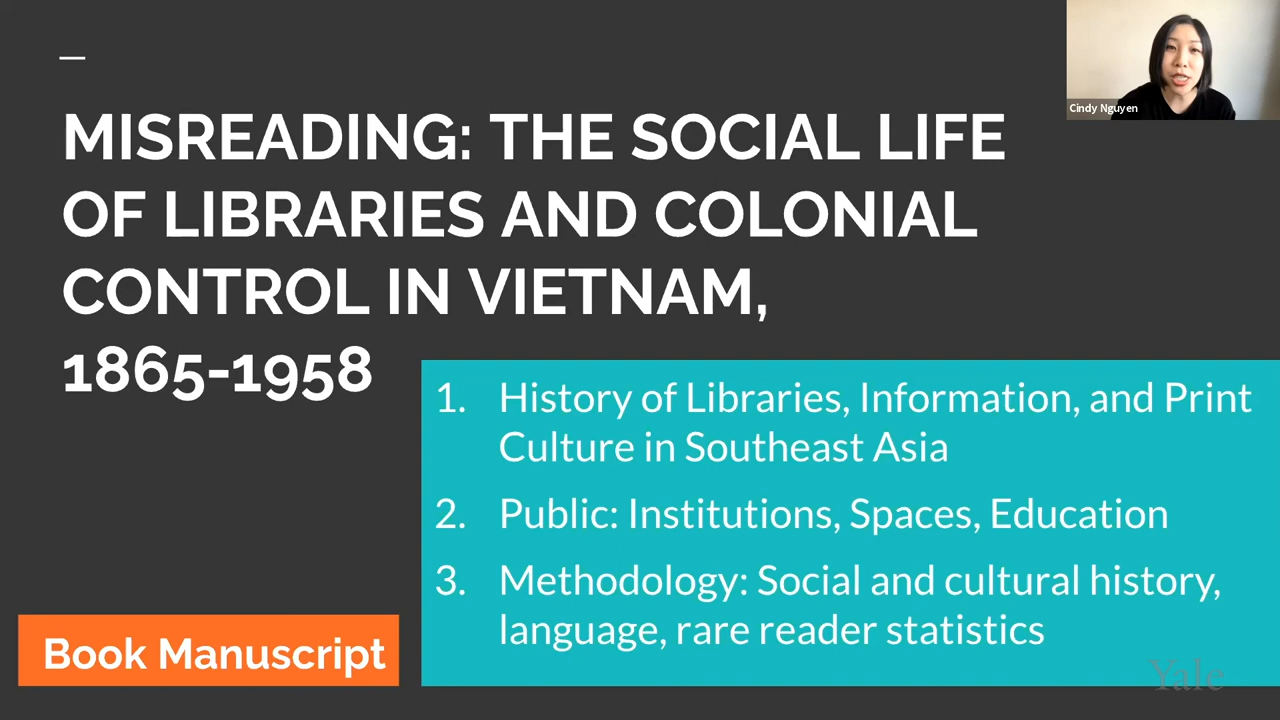 Cindy Nguyen
MISREADING: THE SOCIAL LIFE
OF LIBRARIES AND COLONIAL
CONTROL IN VIETNAM,
1865-1958
1. History of Libraries, Information, and Print
Culture in Southeast Asia
2. Public: Institutions, Spaces, Education
3. Methodology: Social and cultural history,
language, rare reader statistics
Book Manuscript
Yale